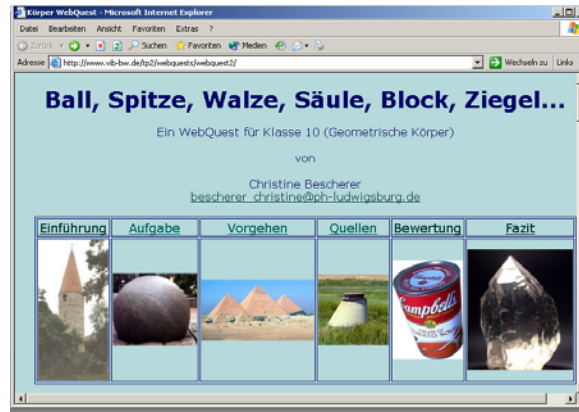 Körper WebQuest - Microsoft Internet Explorer
Datei Bearbeiten Ansicht Favoriten Extras ?
Zurück Suchen Favoriten Medien
Adresse http://www.vib-bw.de/tp2/webquests/webquest2/ Wechseln zu Links
Ball, Spitze, Walze, Säule, Block, Ziegel...
Ein WebQuest für Klasse 10 (Geometrische Körper)
von
Christine Bescherer
bescherer_christine@ph-ludwigsburg.de
Einführung Aufgabe Vorgehen Quellen Bewertung Fazit
Campbell's